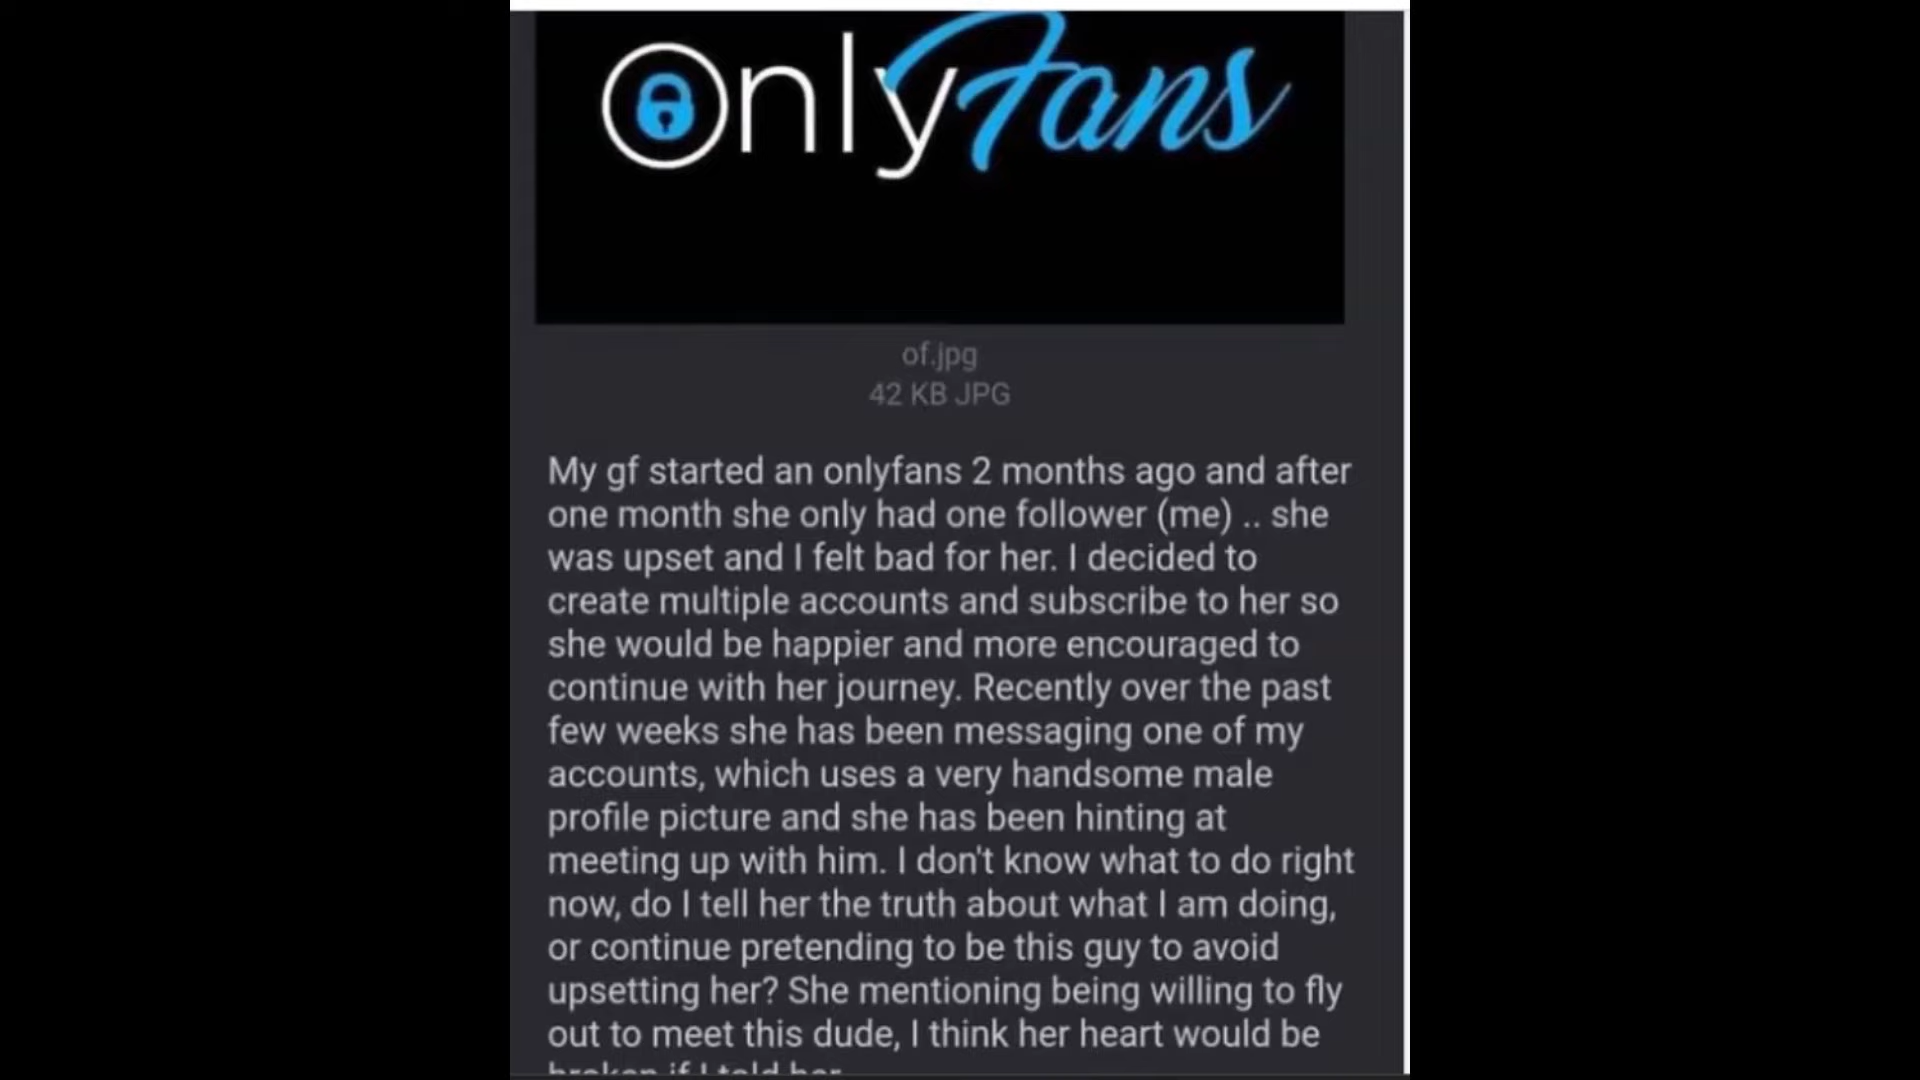 OnlyFans
of.jpg
42 KB JPG
My gf started an onlyfans 2 months ago and after
one month she only had one follower (me) .. she
was upset and I felt bad for her. I decided to
create multiple accounts and subscribe to her so
she would be happier and more encouraged to
continue with her journey. Recently over the past
few weeks she has been messaging one of my
accounts, which uses a very handsome male
profile picture and she has been hinting at
meeting up with him. I don't know what to do right
now, do I tell her the truth about what I am doing,
or continue pretending to be this guy to avoid
upsetting her? She mentioning being willing to fly
out to meet this dude, I think her heart would be
broken if I told her